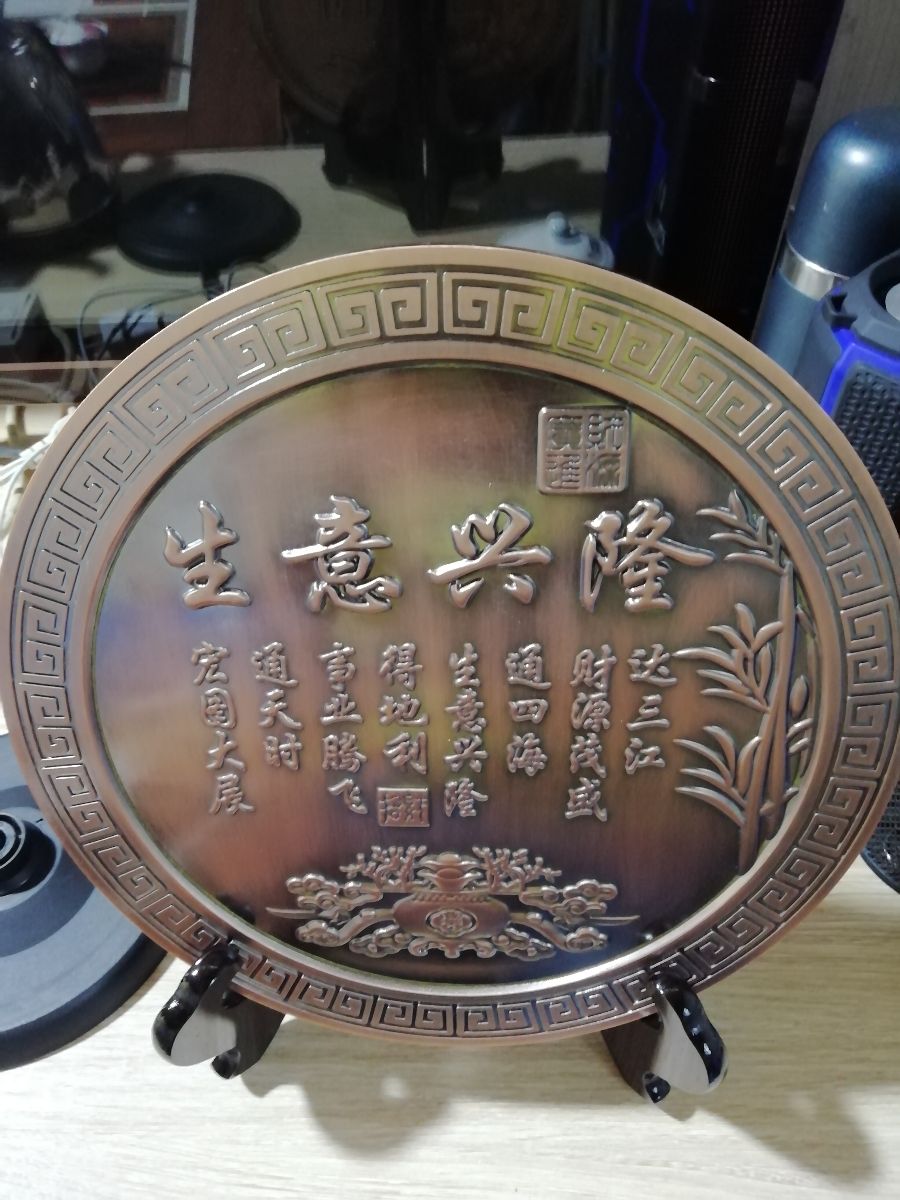 生意兴隆
宏图大展
通天时
事业腾飞
得地利
生意兴隆
通四海
财源茂盛
达三江